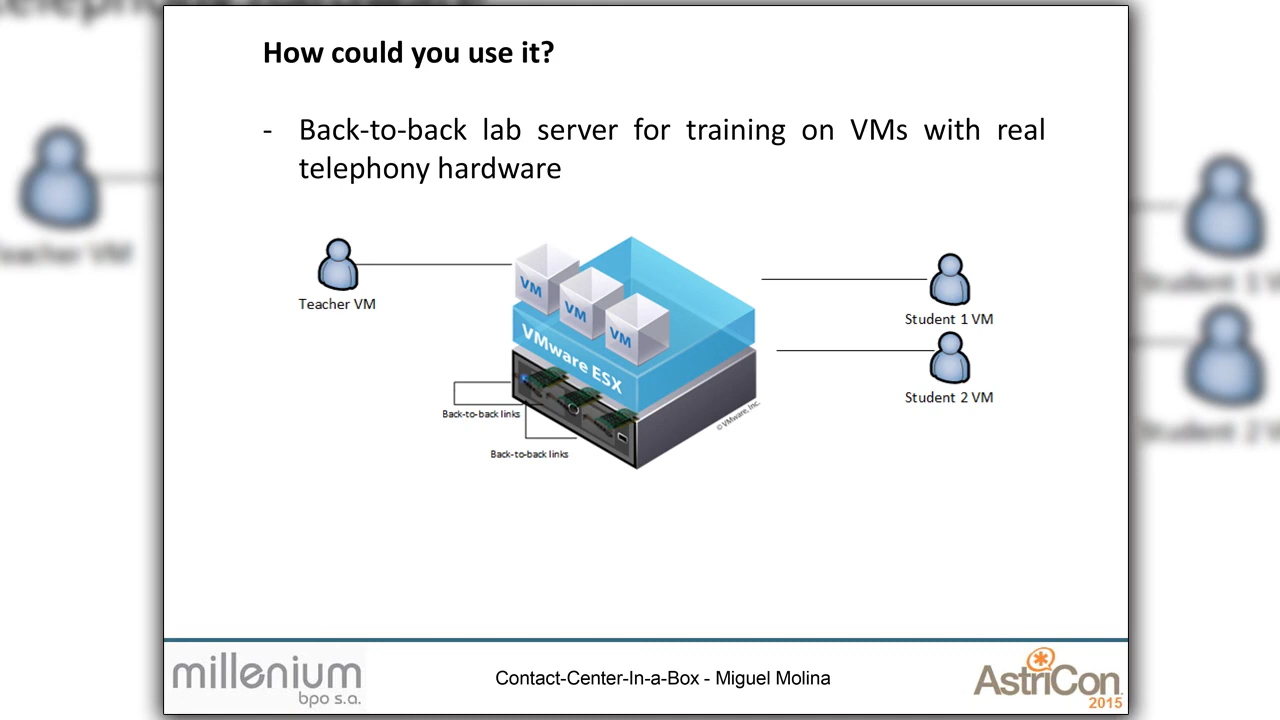 How could you use it?
- Back-to-back lab server for training on VMs with real
telephony hardware
Teacher VM
VM
VM
VM
VMware ESX
Student 1 VM
Student 2 VM
Back-to-back links
Back-to-back links
©VMware, Inc.
millenium
bpo s.a.
Contact-Center-In-a-Box - Miguel Molina
AstriCon
2015